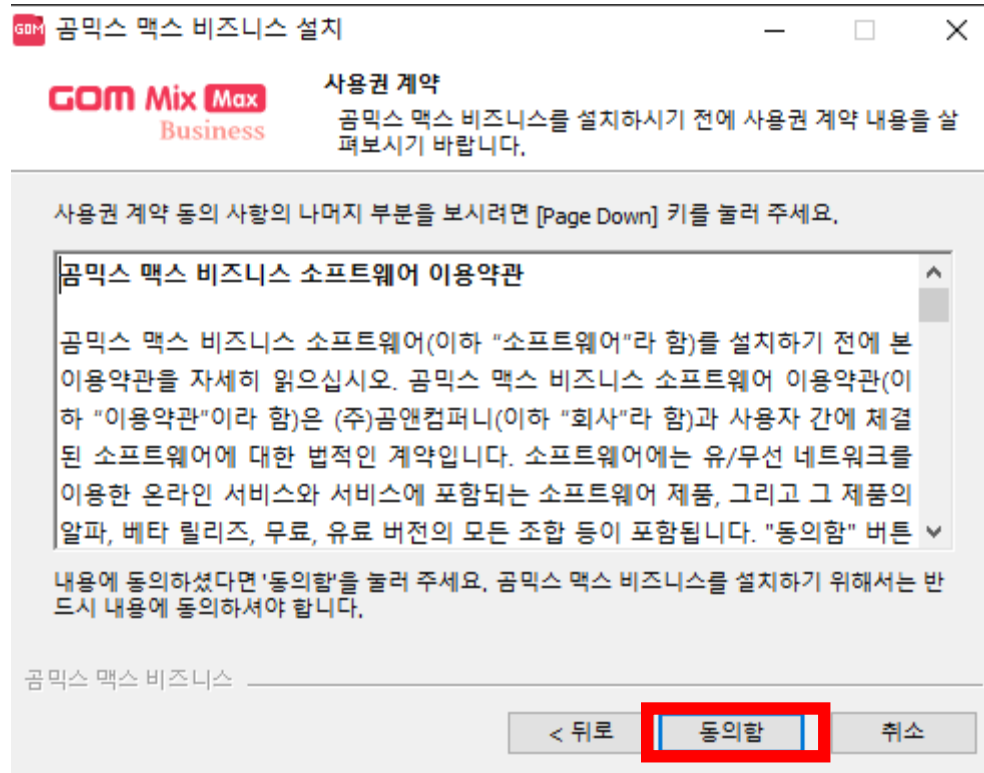 GOM 곰믹스 맥스 비즈니스 설치
GOM Mix Max
Business
사용권 계약
곰믹스 맥스 비즈니스를 설치하시기 전에 사용권 계약 내용을 살
펴보시기 바랍니다.
사용권 계약 동의 사항의 나머지 부분을 보시려면 [Page Down] 키를 눌러 주세요.
곰믹스 맥스 비즈니스 소프트웨어 이용약관
곰믹스 맥스 비즈니스 소프트웨어(이하 "소프트웨어"라 함)를 설치하기 전에 본
이용약관을 자세히 읽으십시오. 곰믹스 맥스 비즈니스 소프트웨어 이용약관(이
하 "이용약관"이라 함)은 (주)곰앤컴퍼니(이하 "회사"라 함)과 사용자 간에 체결
된 소프트웨어에 대한 법적인 계약입니다. 소프트웨어에는 유/무선 네트워크를
이용한 온라인 서비스와 서비스에 포함되는 소프트웨어 제품, 그리고 그 제품의
알파, 베타 릴리즈, 무료, 유료 버전의 모든 조합 등이 포함됩니다. "동의함" 버튼
내용에 동의하셨다면 '동의함'을 눌러 주세요. 곰믹스 맥스 비즈니스를 설치하기 위해서는 반
드시 내용에 동의하셔야 합니다.
곰믹스 맥스 비즈니스
< 뒤로 동의함 취소